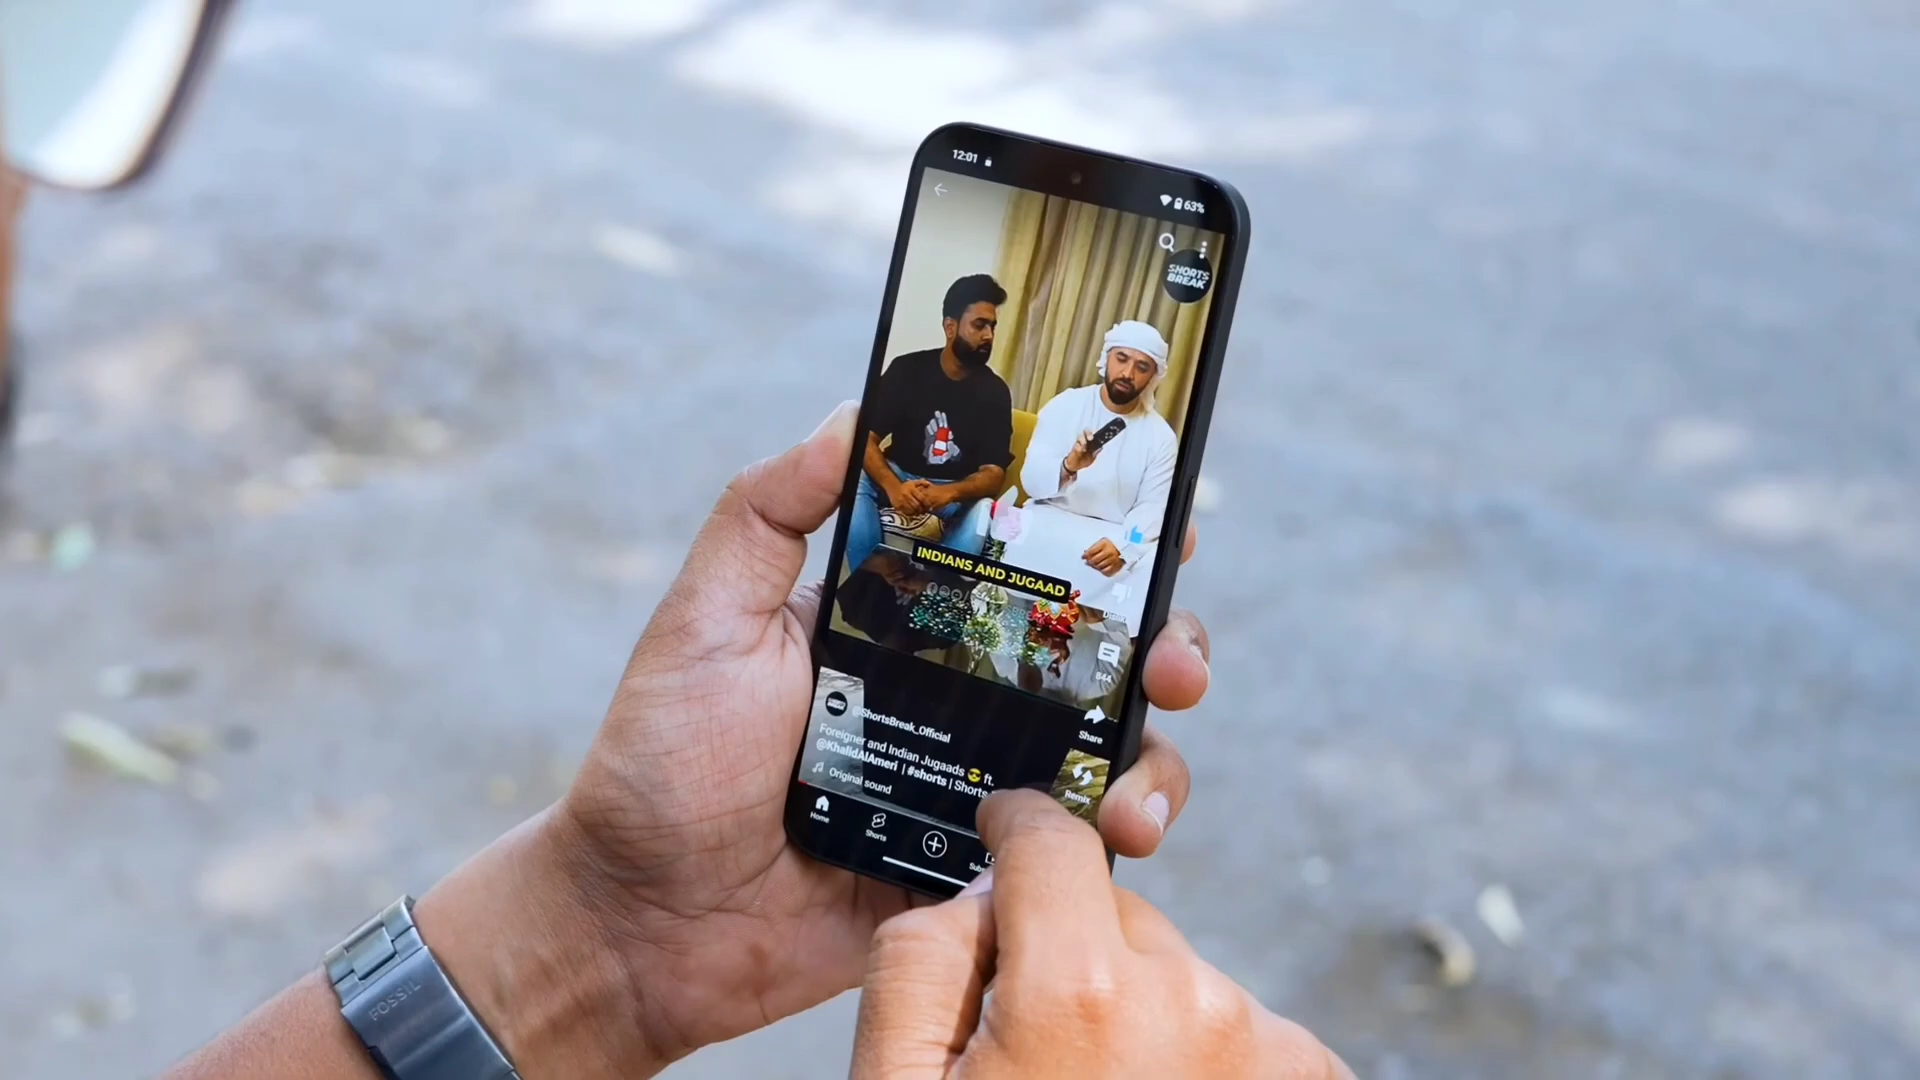 12:01
63%
SHORTS
BREAK
INDIANS AND JUGAAD
844
Share
@ShortsBreak_Official
Foreigner and Indian Jugaads 😎 ft.
@KhalidAlAmeri | #shorts | Shorts
Original sound
Remix
Home
Shorts
FOSSIL